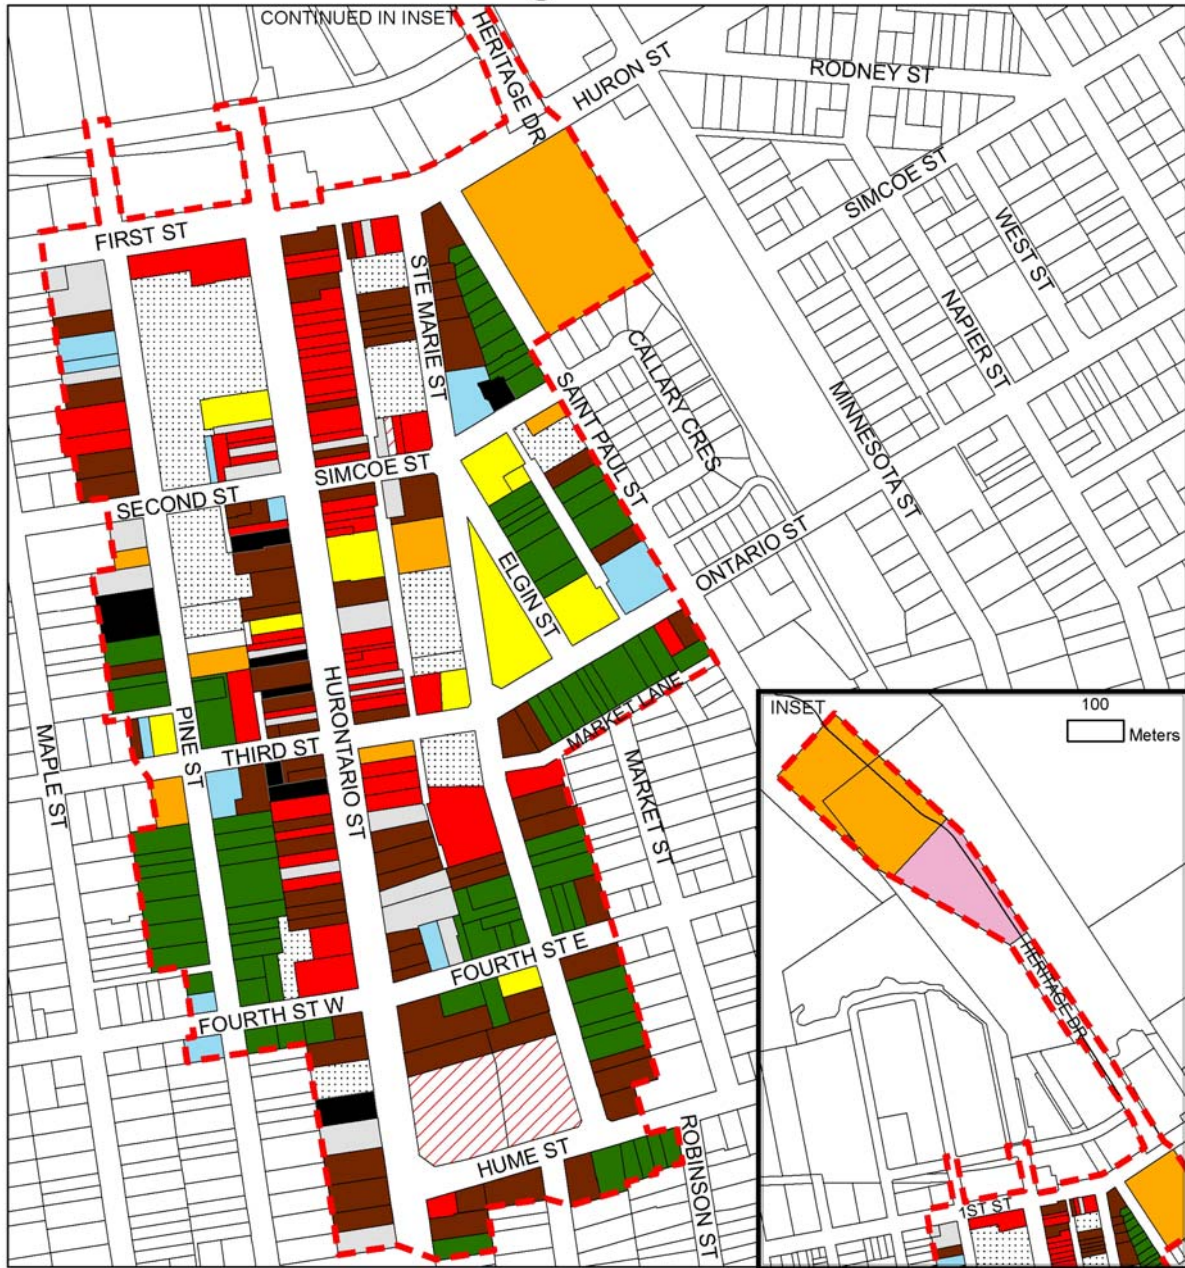 CONTINUED IN INSET
HERITAGE DR
HURON ST
RODNEY ST
SIMCOE ST
WEST ST
NAPIER ST
FIRST ST
STE MARIE ST
CALLARY CRES
SAINT PAUL ST
MINNESOTA ST
SIMCOE ST
SECOND ST
ONTARIO ST
ELGIN ST
HURONTARIO ST
MARKET LANE
PINE ST
THIRD ST
MAPLE ST
MARKET ST
FOURTH ST E
FOURTH ST W
HUME ST
ROBINSON ST
INSET
100
Meters
HERITAGE DR
1ST ST